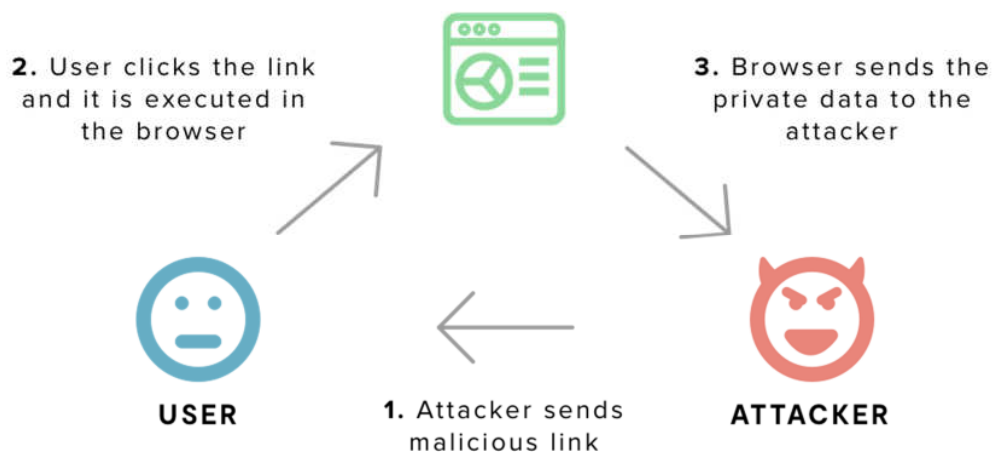 2. User clicks the link
and it is executed in
the browser
3. Browser sends the
private data to the
attacker
USER
1. Attacker sends
malicious link
ATTACKER